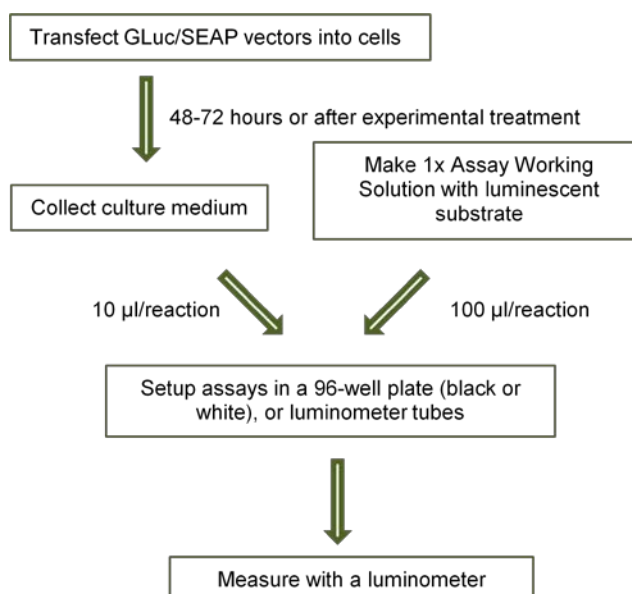 Transfect GLuc/SEAP vectors into cells
48-72 hours or after experimental treatment
Make 1x Assay Working
Solution with luminescent
substrate
Collect culture medium
10 µl/reaction
100 µl/reaction
Setup assays in a 96-well plate (black or
white), or luminometer tubes
Measure with a luminometer